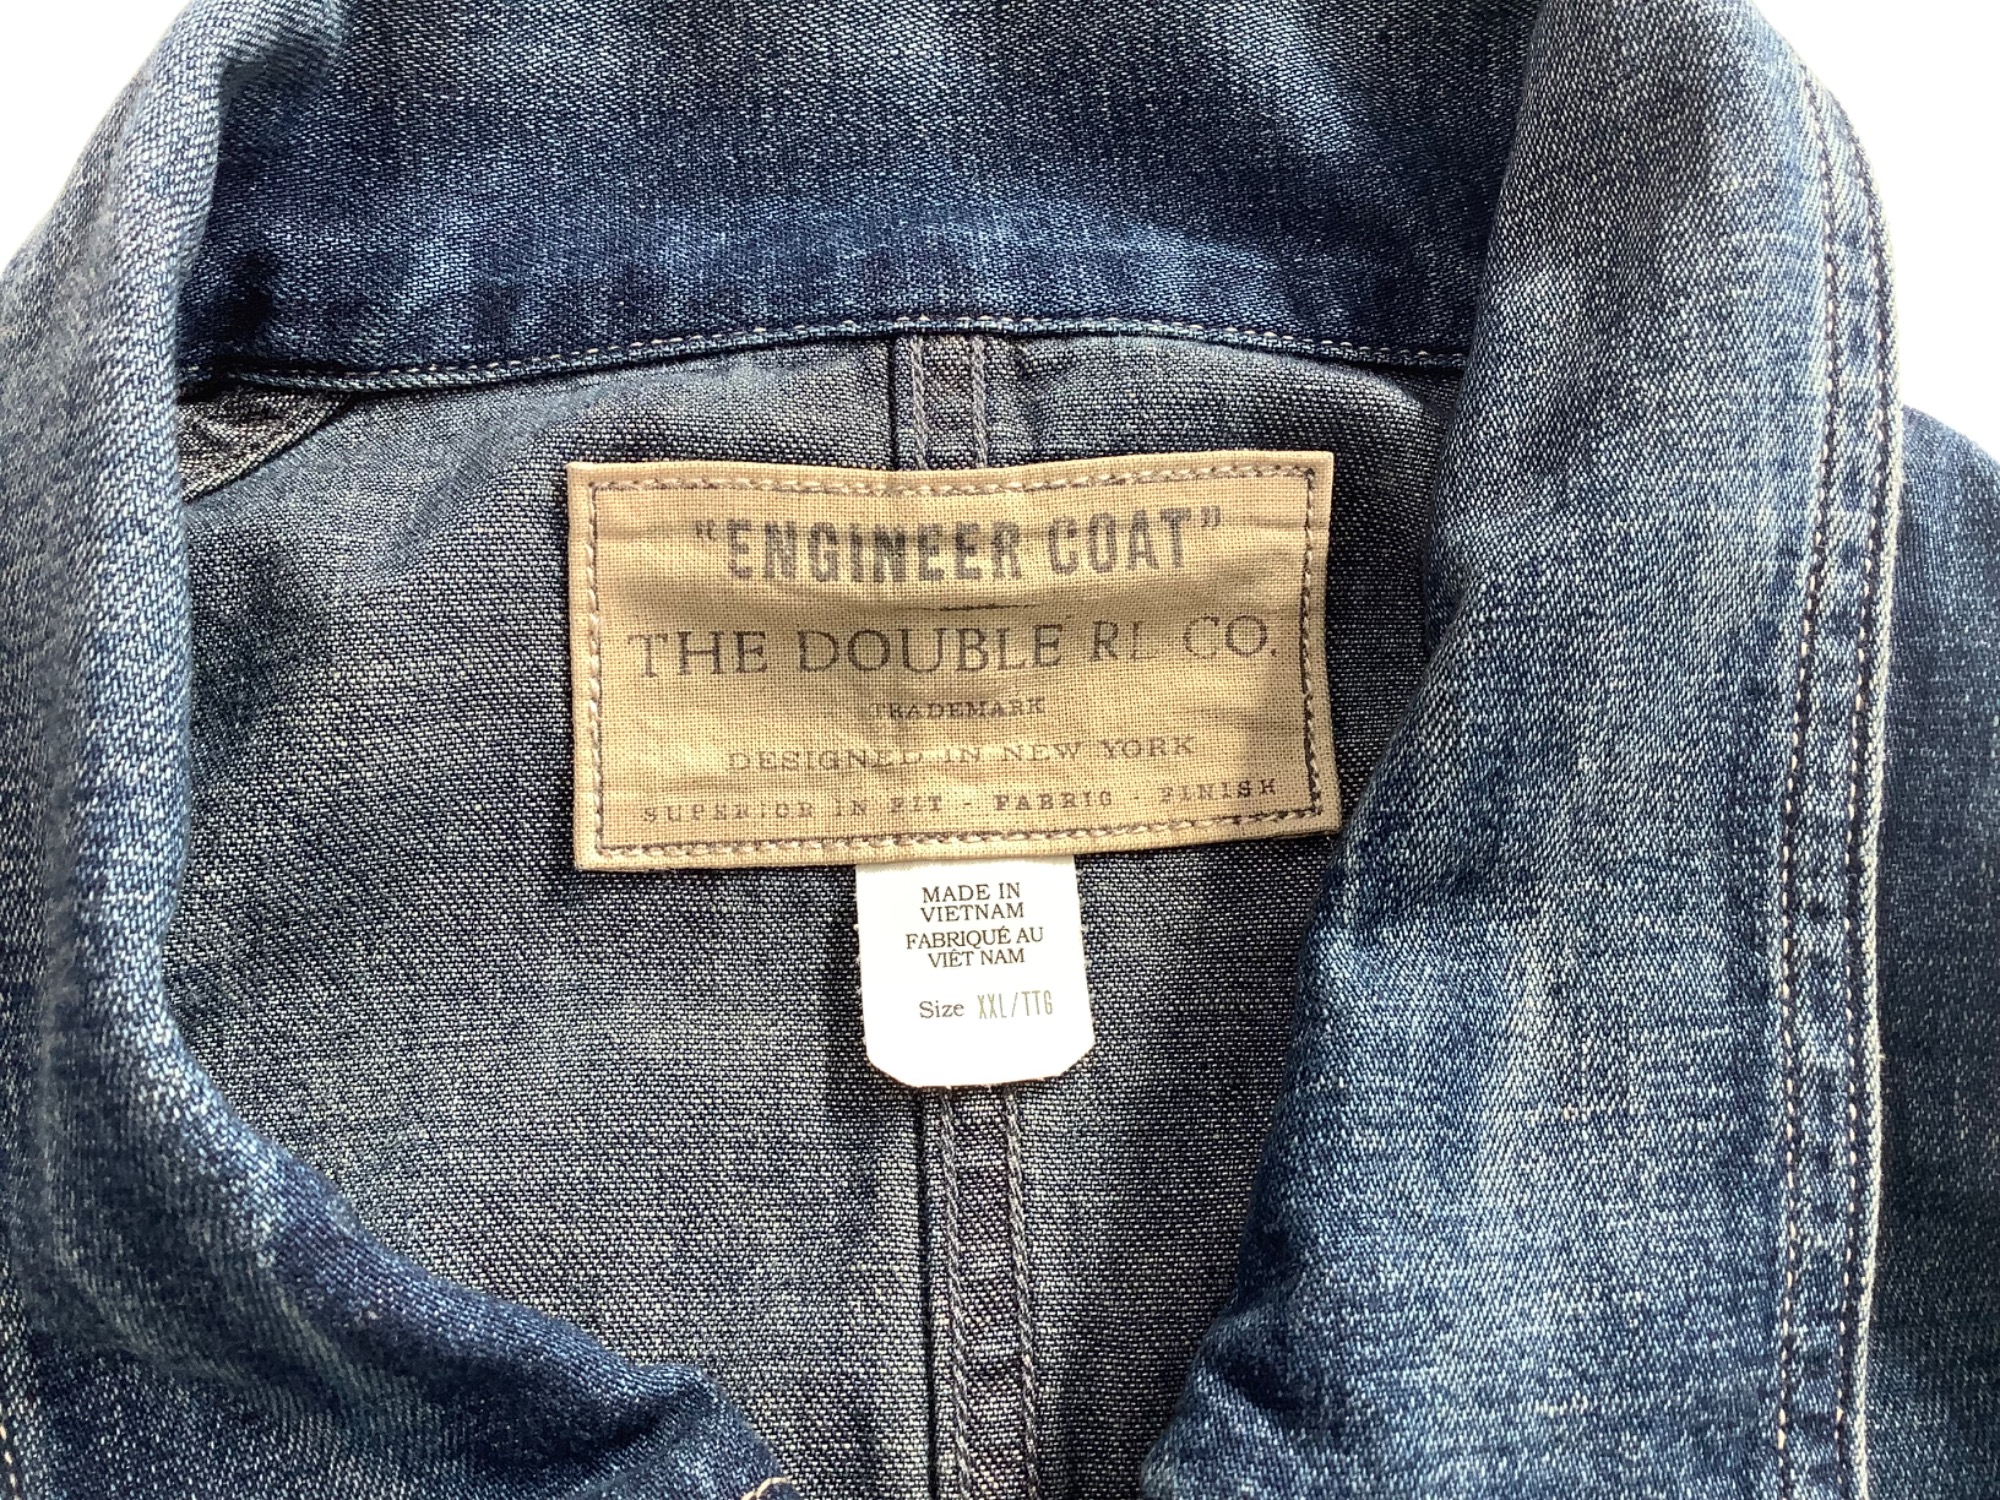 "ENGINEER COAT"
THE DOUBLE RL CO.
TRADEMARK
DESIGNED IN NEW YORK
SUPERIOR IN FIT - FABRIC - FINISH
MADE IN
VIETNAM
FABRIQUÉ AU
VIÊT NAM
Size XXL/TTG